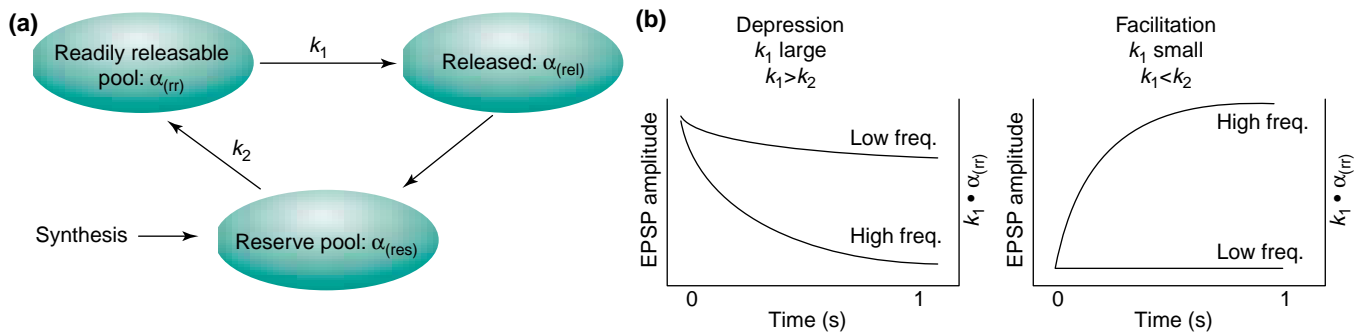 (a)
Readily releasable
pool: α(rr)
k1
Released: α(rel)
k2
Synthesis
Reserve pool: α(res)
(b)
Depression
k1 large
k1>k2
EPSP amplitude
Low freq.
High freq.
k1 • α(rr)
0
1
Time (s)
Facilitation
k1 small
k1<k2
EPSP amplitude
High freq.
Low freq.
k1 • α(rr)
0
1
Time (s)